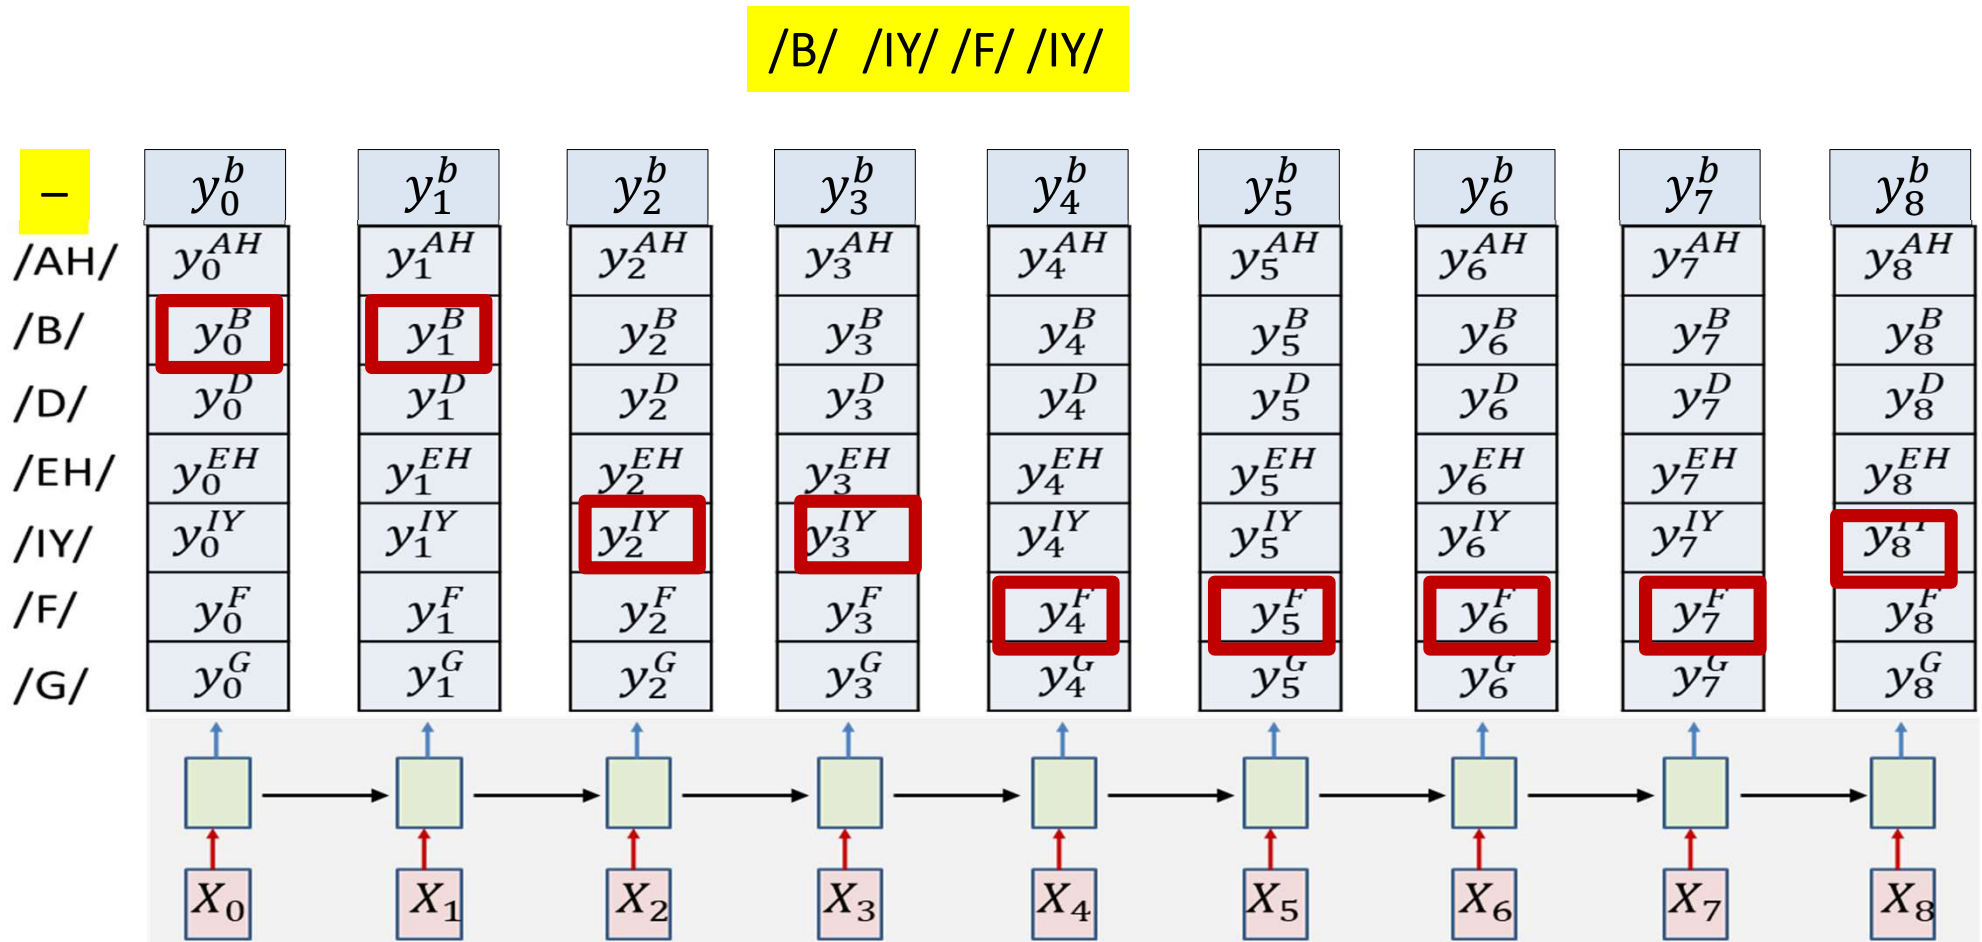 /B/ /IY/ /F/ /IY/
– y_0^b y_1^b y_2^b y_3^b y_4^b y_5^b y_6^b y_7^b y_8^b
/AH/ y_0^AH y_1^AH y_2^AH y_3^AH y_4^AH y_5^AH y_6^AH y_7^AH y_8^AH
/B/ y_0^B y_1^B y_2^B y_3^B y_4^B y_5^B y_6^B y_7^B y_8^B
/D/ y_0^D y_1^D y_2^D y_3^D y_4^D y_5^D y_6^D y_7^D y_8^D
/EH/ y_0^EH y_1^EH y_2^EH y_3^EH y_4^EH y_5^EH y_6^EH y_7^EH y_8^EH
/IY/ y_0^IY y_1^IY y_2^IY y_3^IY y_4^IY y_5^IY y_6^IY y_7^IY y_8^IY
/F/ y_0^F y_1^F y_2^F y_3^F y_4^F y_5^F y_6^F y_7^F y_8^F
/G/ y_0^G y_1^G y_2^G y_3^G y_4^G y_5^G y_6^G y_7^G y_8^G
X_0 X_1 X_2 X_3 X_4 X_5 X_6 X_7 X_8